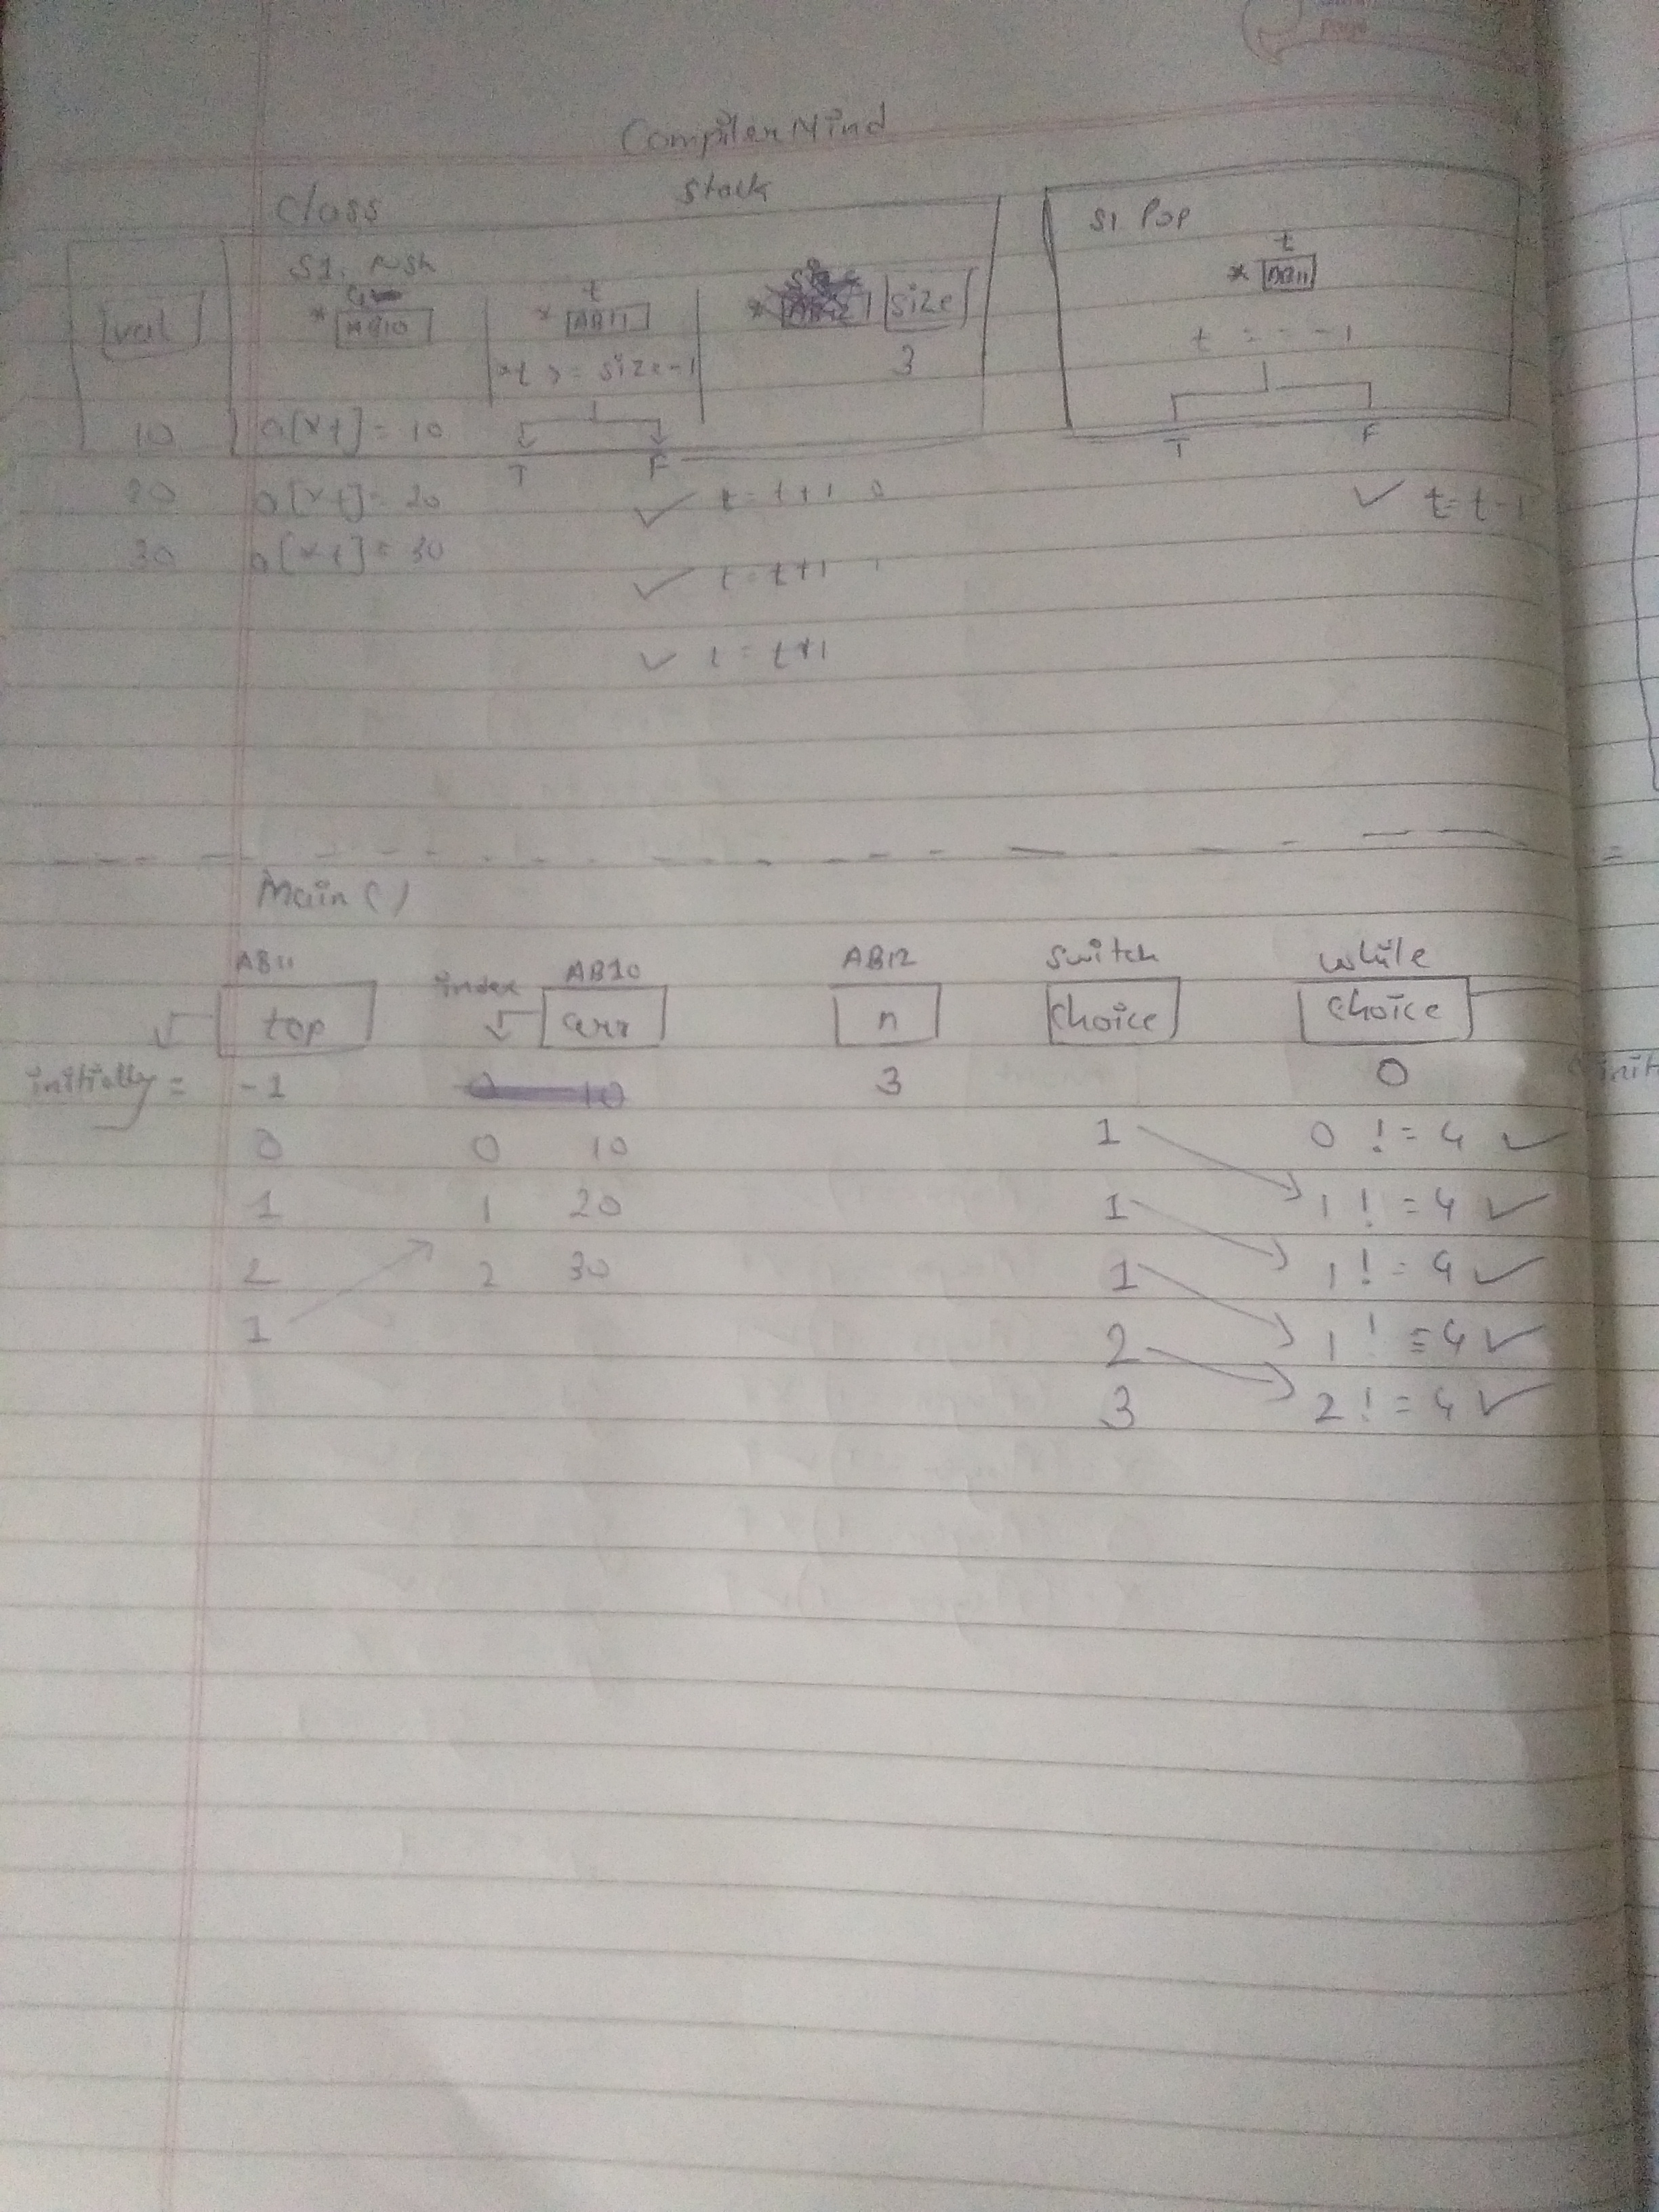 Page
Compiler Mind
class stack
S1. Push
val * AB10 * t AB11 * size
*t >= size-1 3
10 a[*t] = 10 T F
20 a[*t] = 20 ✓ t = t+1 0
30 a[*t] = 30 ✓ t = t+1 1
✓ t = t+1
S1 Pop
t
* AB11
t == -1
T F
✓ t = t-1
Main()
AB11 index AB10 AB12 switch while
top arr n choice choice
initially = -1 0 10 3 0
0 0 10 1 0 != 4 ✓
1 1 20 1 1 != 4 ✓
2 2 30 1 1 != 4 ✓
1 2 1 != 4 ✓
3 2 != 4 ✓
init